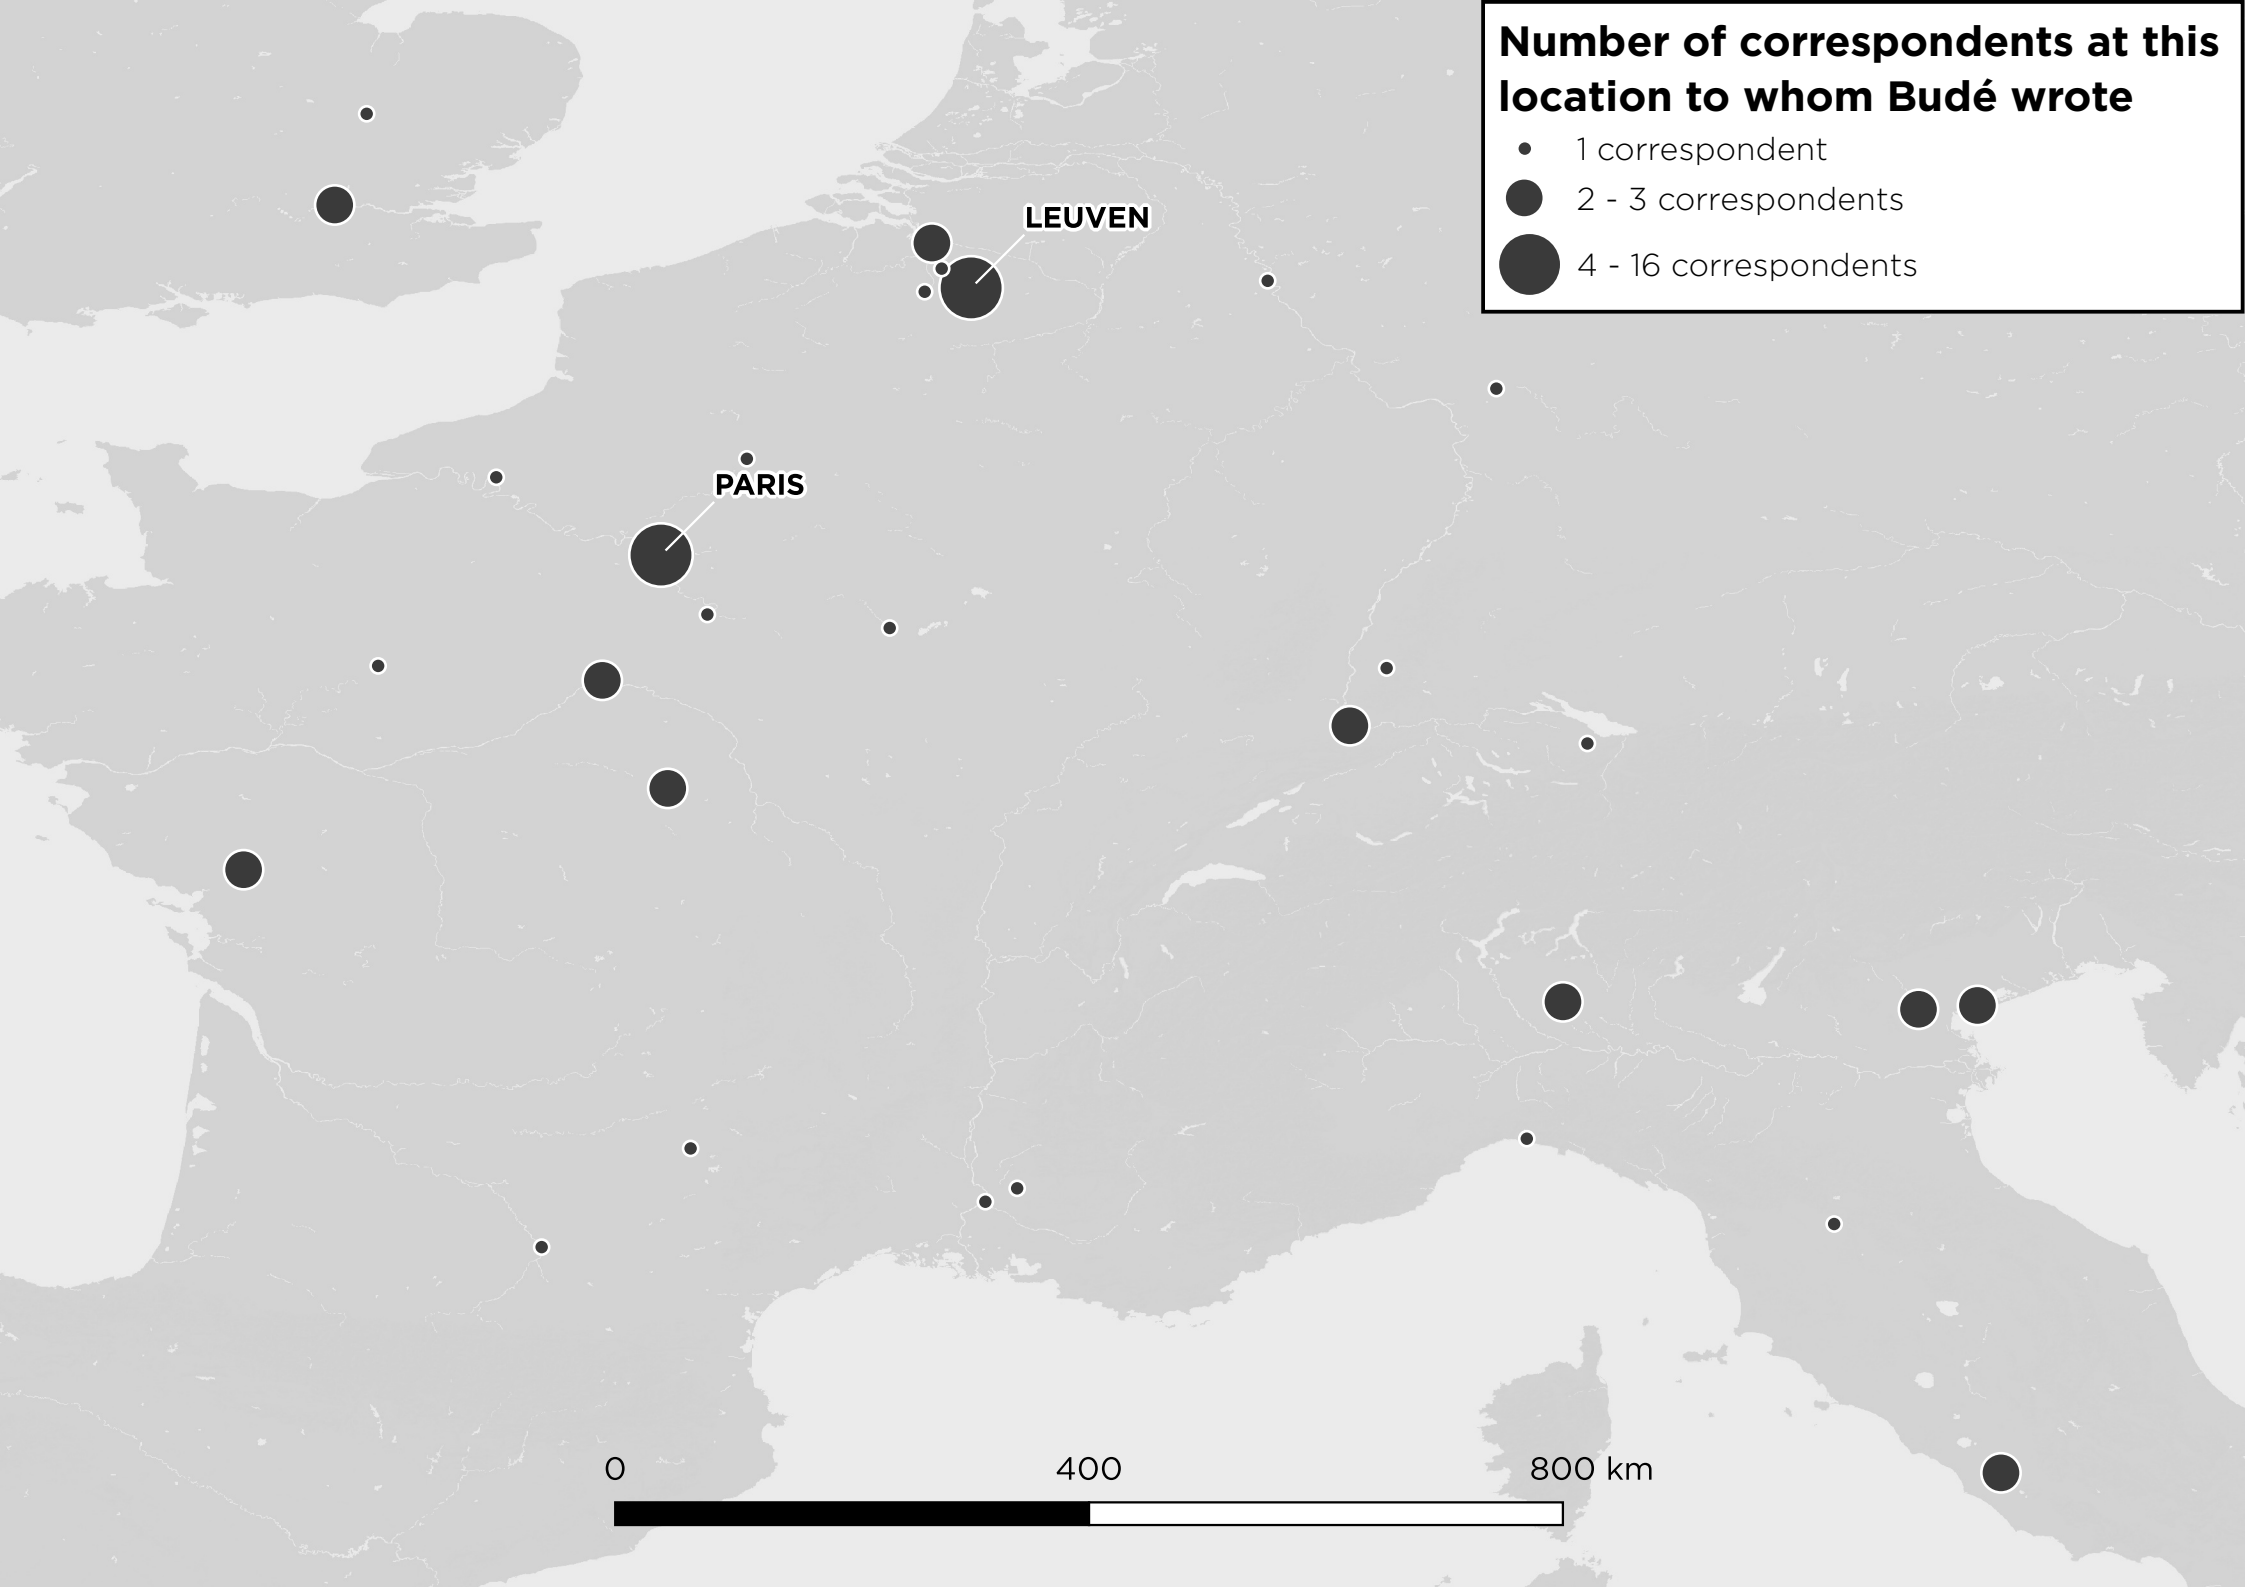 Number of correspondents at this
location to whom Budé wrote
1 correspondent
2 - 3 correspondents
4 - 16 correspondents
LEUVEN
PARIS
0 400 800 km